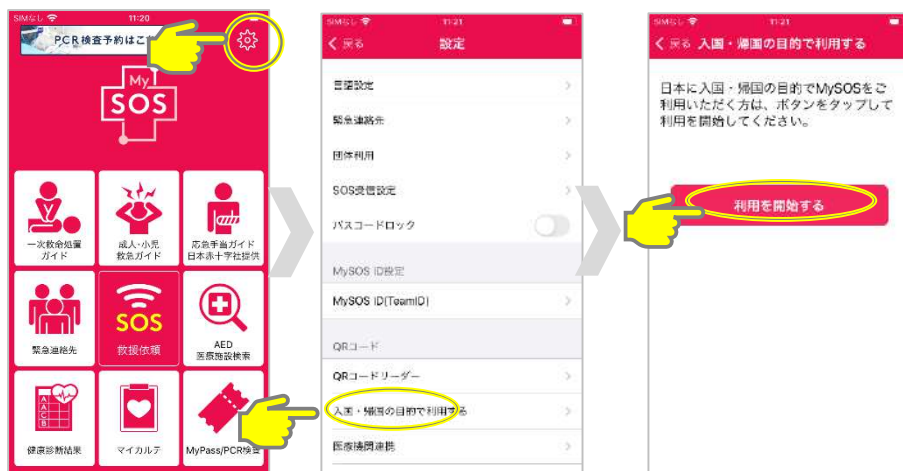 SIMなし
11:20
PCR検査予約はこ
My
SOS
一次救命処置
ガイド
成人・小児
救急ガイド
応急手当ガイド
日本赤十字社提供
緊急連絡先
SOS
救援依頼
AED
医療施設検索
A
A
C
B
健康診断結果
マイカルテ
MyPass/PCR検査
SIMなし
11:21
戻る
設定
言語設定
緊急連絡先
団体利用
SOS受信設定
パスコードロック
MySOS ID設定
MySOS ID(TeamID)
QRコード
QRコードリーダー
入国・帰国の目的で利用する
医療機関連携
SIMなし
11:21
戻る
入国・帰国の目的で利用する
日本に入国・帰国の目的でMySOSをご
利用いただく方は、ボタンをタップして
利用を開始してください。
利用を開始する